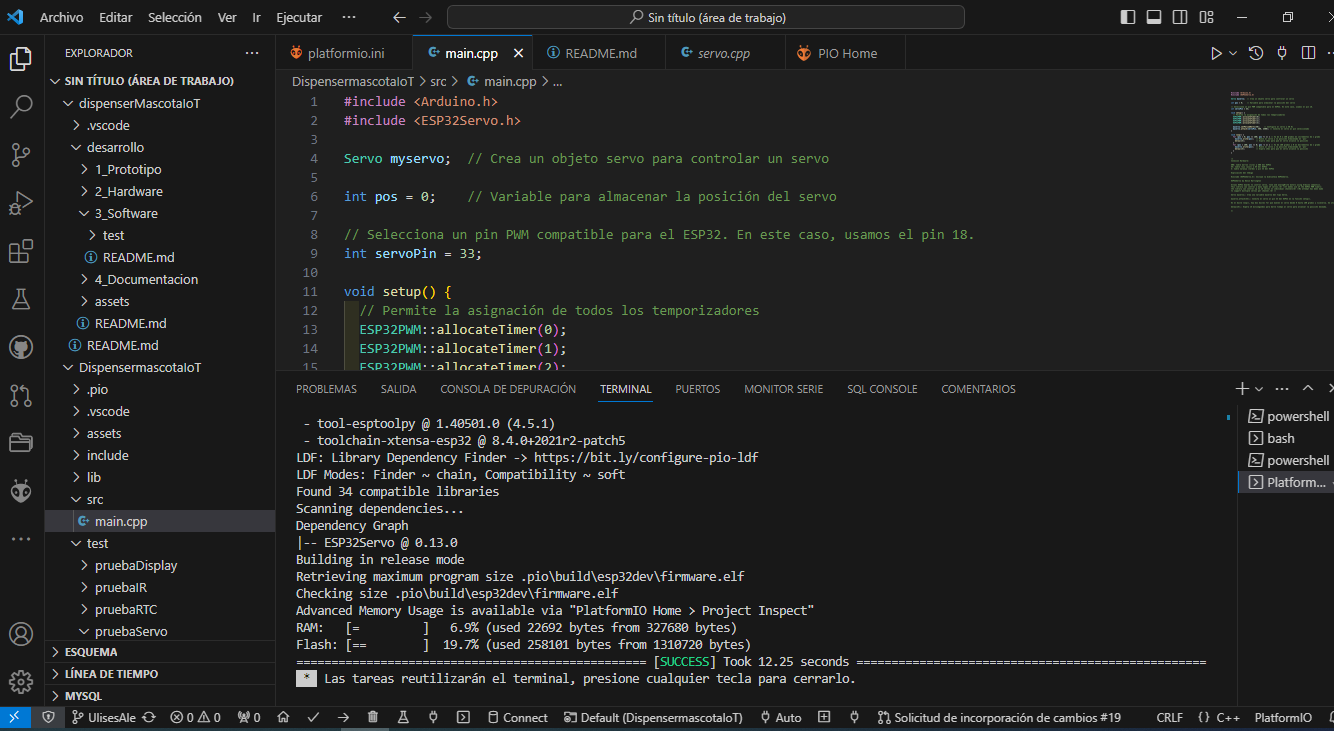 Archivo Editar Selección Ver Ir Ejecutar ···
Sin título (área de trabajo)
EXPLORADOR
SIN TÍTULO (ÁREA DE TRABAJO)
dispenserMascotaIoT
.vscode
desarrollo
1_Prototipo
2_Hardware
3_Software
test
README.md
4_Documentacion
assets
README.md
README.md
DispensermascotaIoT
.pio
.vscode
assets
include
lib
src
main.cpp
test
pruebaDisplay
pruebaIR
pruebaRTC
pruebaServo
ESQUEMA
LÍNEA DE TIEMPO
MYSQL
platformio.ini main.cpp README.md servo.cpp PIO Home
DispensermascotaIoT > src > main.cpp > ...
1 #include <Arduino.h>
2 #include <ESP32Servo.h>
3
4 Servo myservo;  // Crea un objeto servo para controlar un servo
5
6 int pos = 0;    // Variable para almacenar la posición del servo
7
8 // Selecciona un pin PWM compatible para el ESP32. En este caso, usamos el pin 18.
9 int servoPin = 33;
10
11 void setup() {
12   // Permite la asignación de todos los temporizadores
13   ESP32PWM::allocateTimer(0);
14   ESP32PWM::allocateTimer(1);
15   ESP32PWM::allocateTimer(2);
PROBLEMAS SALIDA CONSOLA DE DEPURACIÓN TERMINAL PUERTOS MONITOR SERIE SQL CONSOLE COMENTARIOS
- tool-esptoolpy @ 1.40501.0 (4.5.1)
- toolchain-xtensa-esp32 @ 8.4.0+2021r2-patch5
LDF: Library Dependency Finder -> https://bit.ly/configure-pio-ldf
LDF Modes: Finder ~ chain, Compatibility ~ soft
Found 34 compatible libraries
Scanning dependencies...
Dependency Graph
|-- ESP32Servo @ 0.13.0
Building in release mode
Retrieving maximum program size .pio\build\esp32dev\firmware.elf
Checking size .pio\build\esp32dev\firmware.elf
Advanced Memory Usage is available via "PlatformIO Home > Project Inspect"
RAM:   [=         ]   6.9% (used 22692 bytes from 327680 bytes)
Flash: [==        ]  19.7% (used 258101 bytes from 1310720 bytes)
[SUCCESS] Took 12.25 seconds
* Las tareas reutilizarán el terminal, presione cualquier tecla para cerrarlo.
powershell
bash
powershell
Platform...
UlisesAle 0 0 0 Connect Default (DispensermascotaIoT) Auto Solicitud de incorporación de cambios #19 CRLF {} C++ PlatformIO